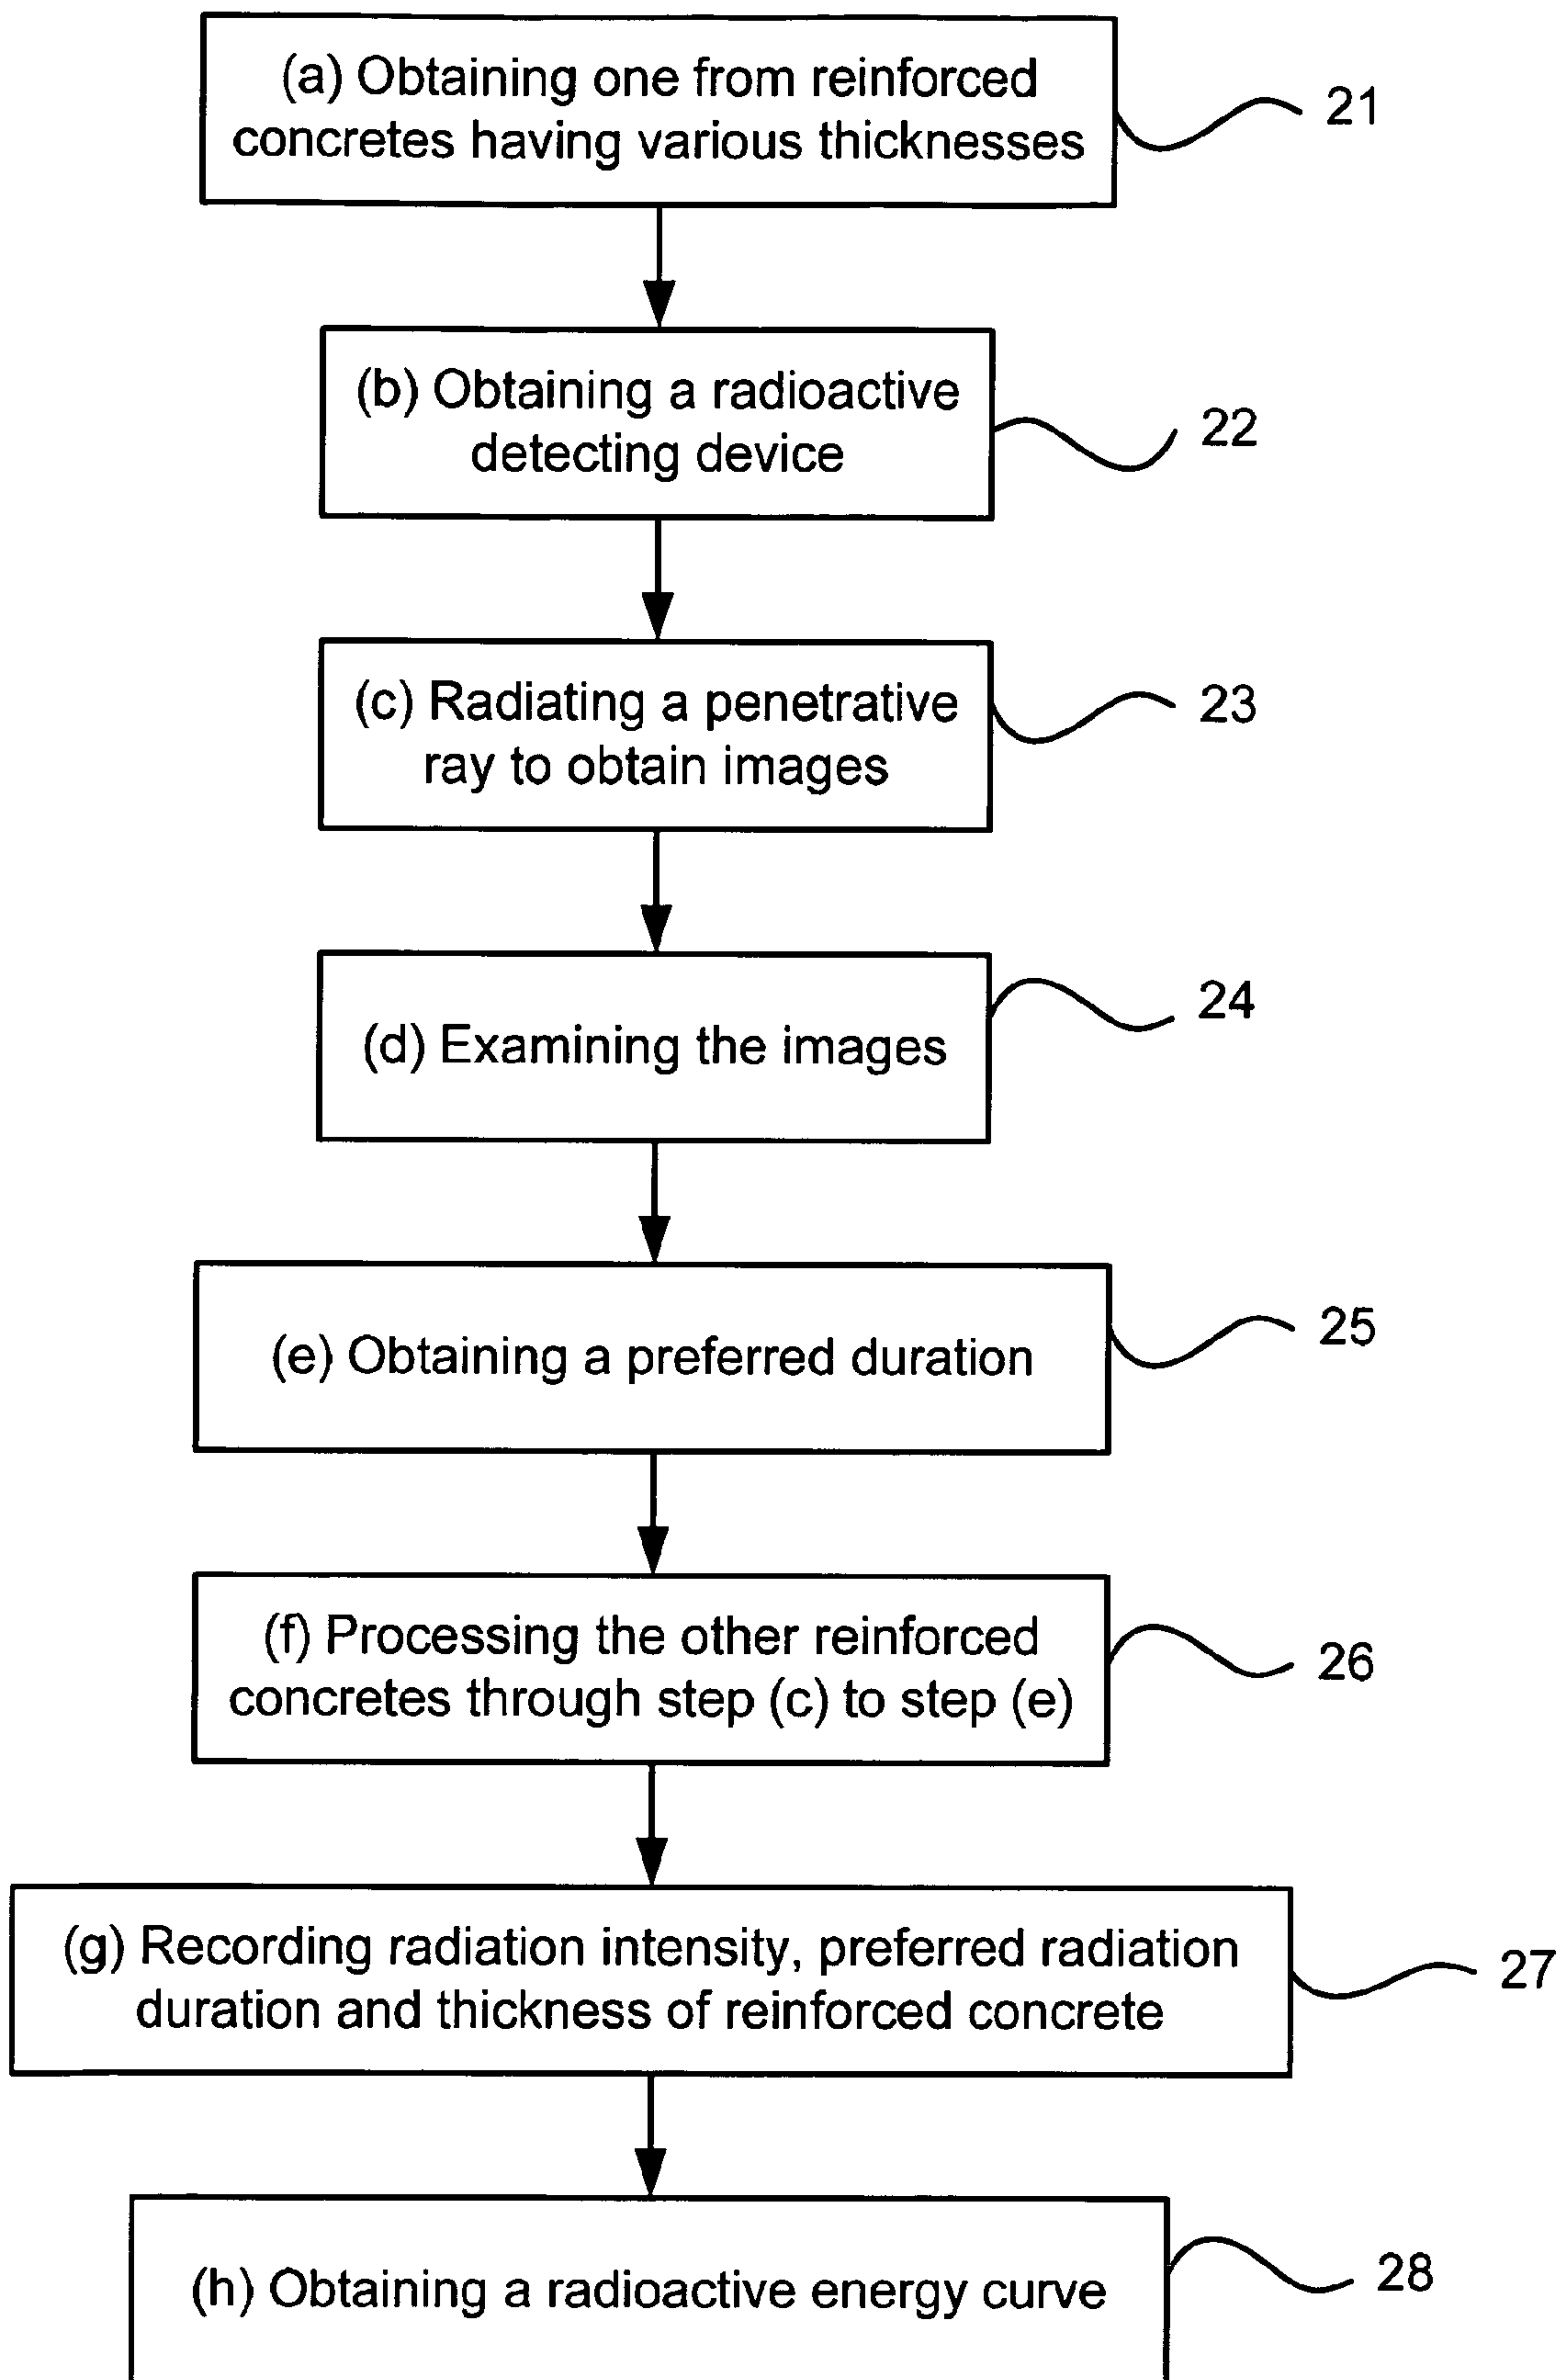 (a) Obtaining one from reinforced
concretes having various thicknesses
21
(b) Obtaining a radioactive
detecting device
22
(c) Radiating a penetrative
ray to obtain images
23
(d) Examining the images
24
(e) Obtaining a preferred duration
25
(f) Processing the other reinforced
concretes through step (c) to step (e)
26
(g) Recording radiation intensity, preferred radiation
duration and thickness of reinforced concrete
27
(h) Obtaining a radioactive energy curve
28